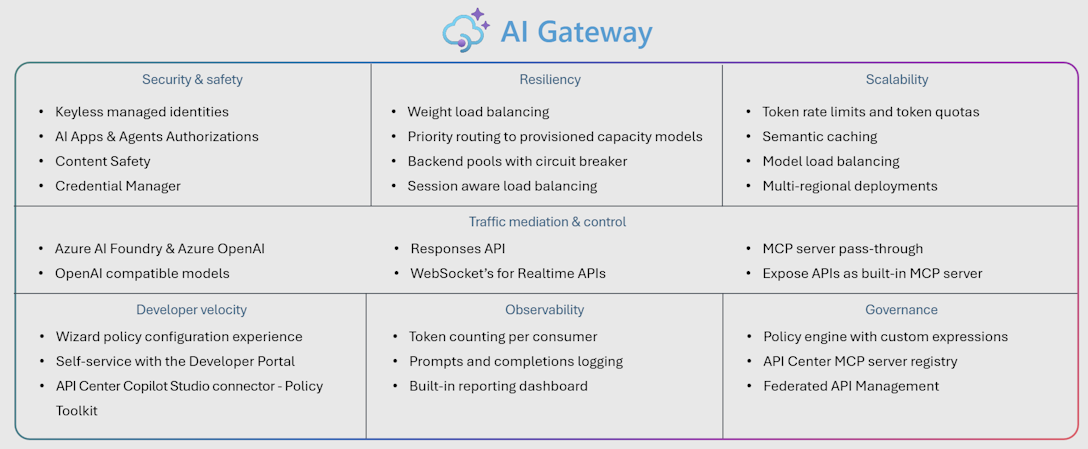 AI Gateway
Security & safety
• Keyless managed identities
• AI Apps & Agents Authorizations
• Content Safety
• Credential Manager
Resiliency
• Weight load balancing
• Priority routing to provisioned capacity models
• Backend pools with circuit breaker
• Session aware load balancing
Scalability
• Token rate limits and token quotas
• Semantic caching
• Model load balancing
• Multi-regional deployments
Traffic mediation & control
• Azure AI Foundry & Azure OpenAI
• OpenAI compatible models
• Responses API
• WebSocket's for Realtime APIs
• MCP server pass-through
• Expose APIs as built-in MCP server
Developer velocity
• Wizard policy configuration experience
• Self-service with the Developer Portal
• API Center Copilot Studio connector - Policy
Toolkit
Observability
• Token counting per consumer
• Prompts and completions logging
• Built-in reporting dashboard
Governance
• Policy engine with custom expressions
• API Center MCP server registry
• Federated API Management